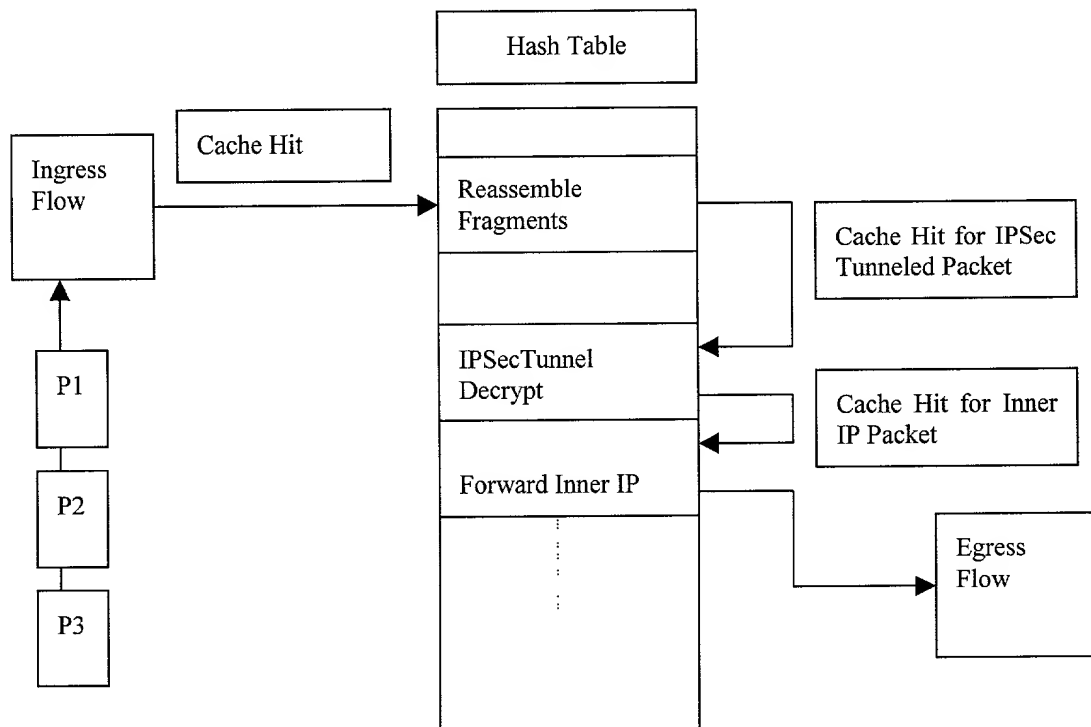 Hash Table
Cache Hit
Ingress
Flow
Reassemble
Fragments
Cache Hit for IPSec
Tunneled Packet
IPSecTunnel
Decrypt
Cache Hit for Inner
IP Packet
Forward Inner IP
P1
P2
P3
Egress
Flow